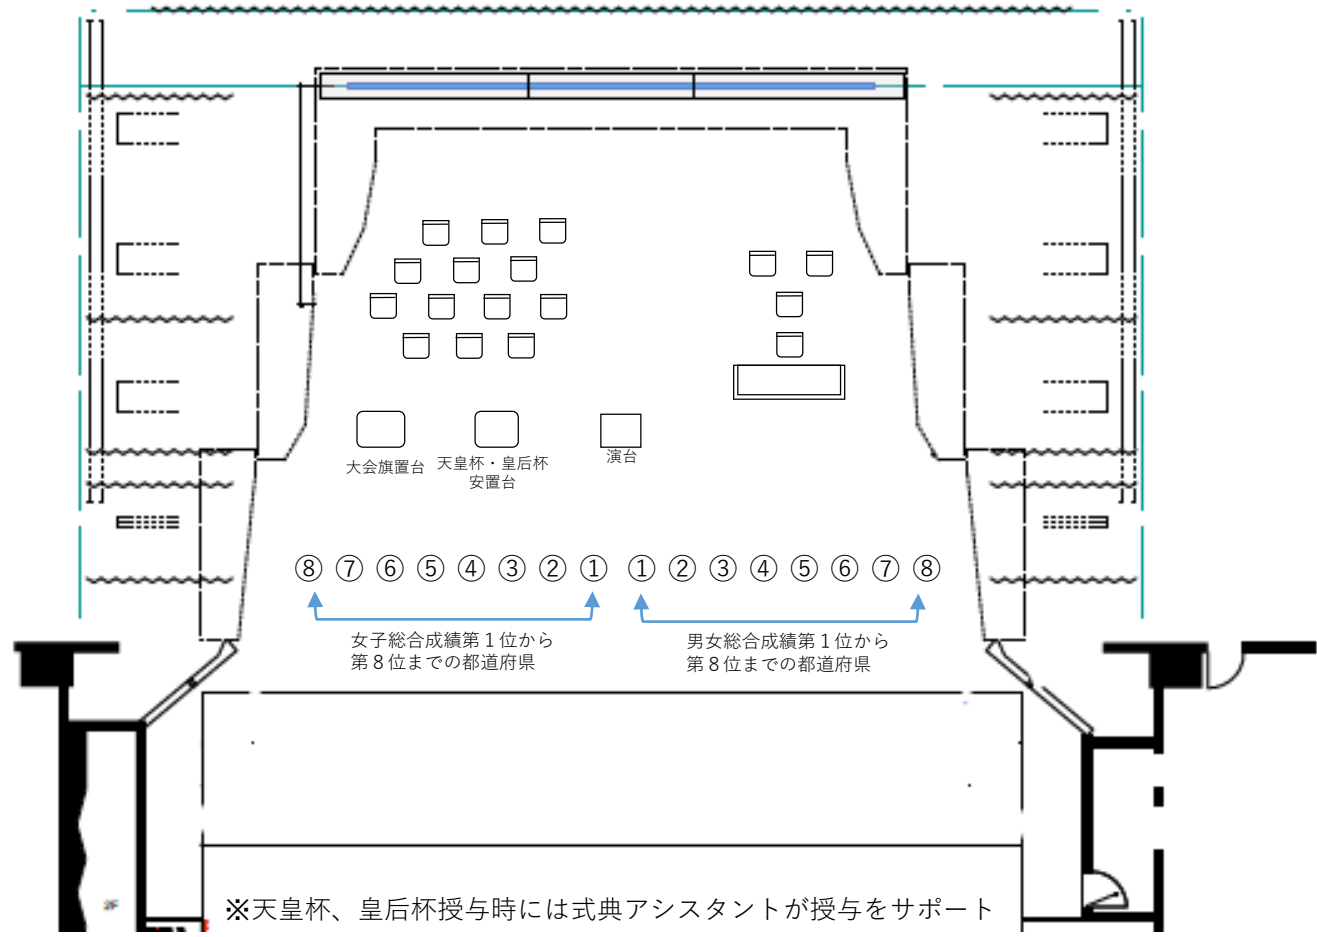 大会旗置台
天皇杯・皇后杯
安置台
演台
⑧ ⑦ ⑥ ⑤ ④ ③ ② ① ① ② ③ ④ ⑤ ⑥ ⑦ ⑧
女子総合成績第１位から
第８位までの都道府県
男女総合成績第１位から
第８位までの都道府県
※天皇杯、皇后杯授与時には式典アシスタントが授与をサポート